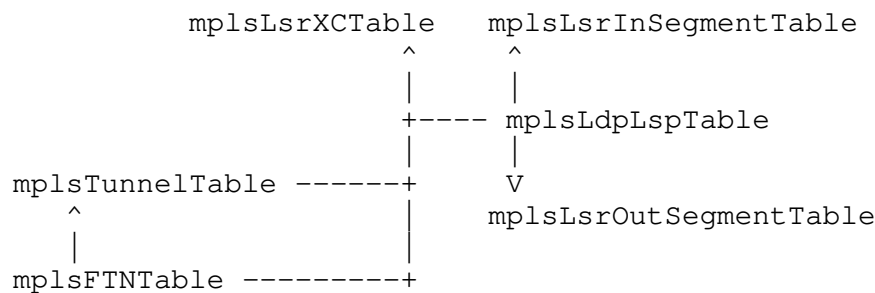 mplsLsrXCTable mplsLsrInSegmentTable
^ ^
| |
+---- mplsLdpLspTable
| |
mplsTunnelTable ------+ V
^ | mplsLsrOutSegmentTable
| |
mplsFTNTable ---------+